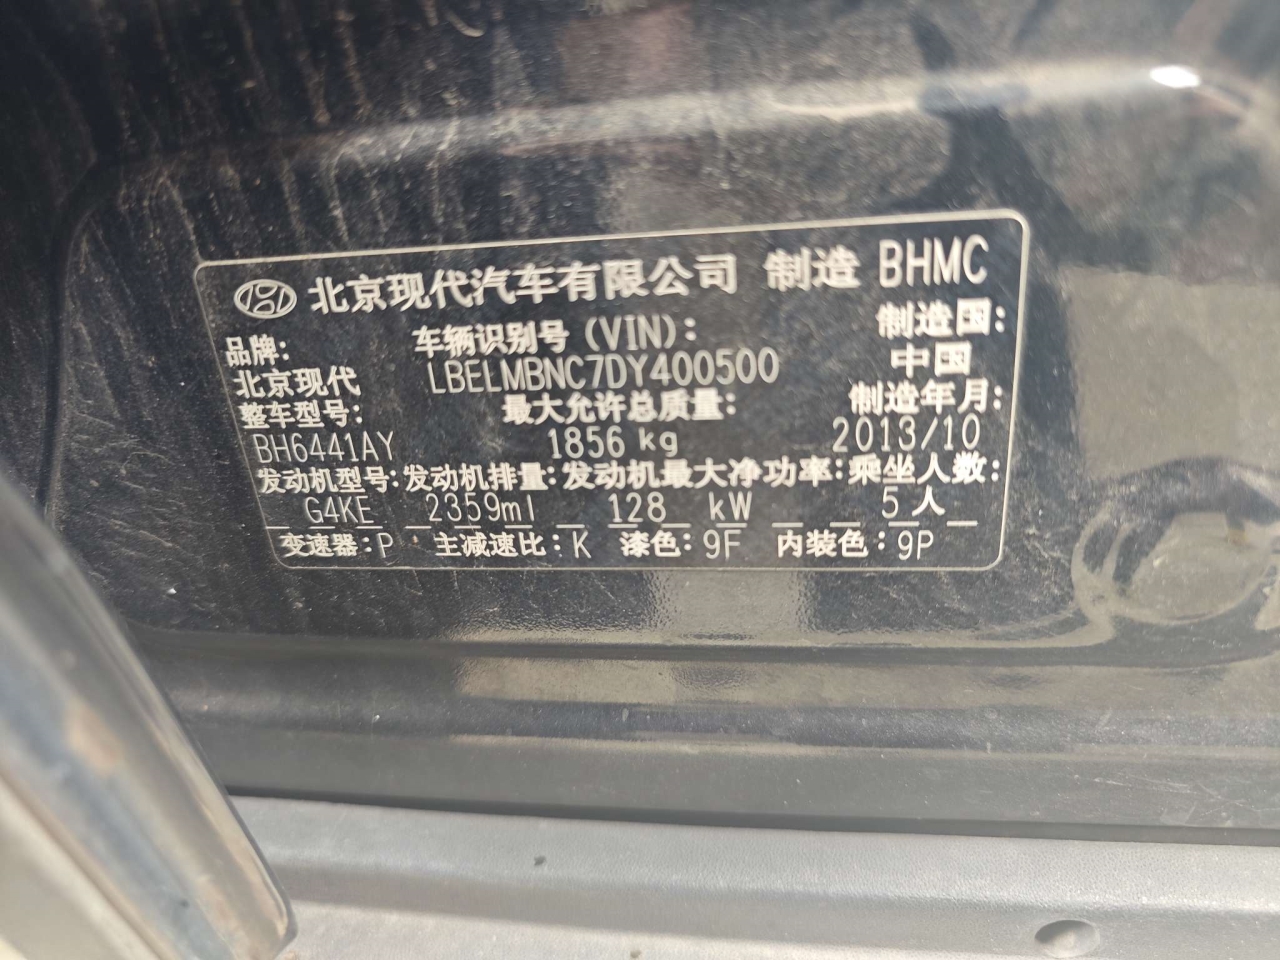 北京现代汽车有限公司 制造 BHMC
品牌: 车辆识别号 (VIN): 制造国:
北京现代 LBELMBNC7DY400500 中国
整车型号: 最大允许总质量: 制造年月:
BH6441AY 1856 kg 2013/10
发动机型号: 发动机排量: 发动机最大净功率: 乘坐人数:
G4KE 2359ml 128 kW 5人
变速器:P 主减速比:K 漆色:9F 内装色:9P